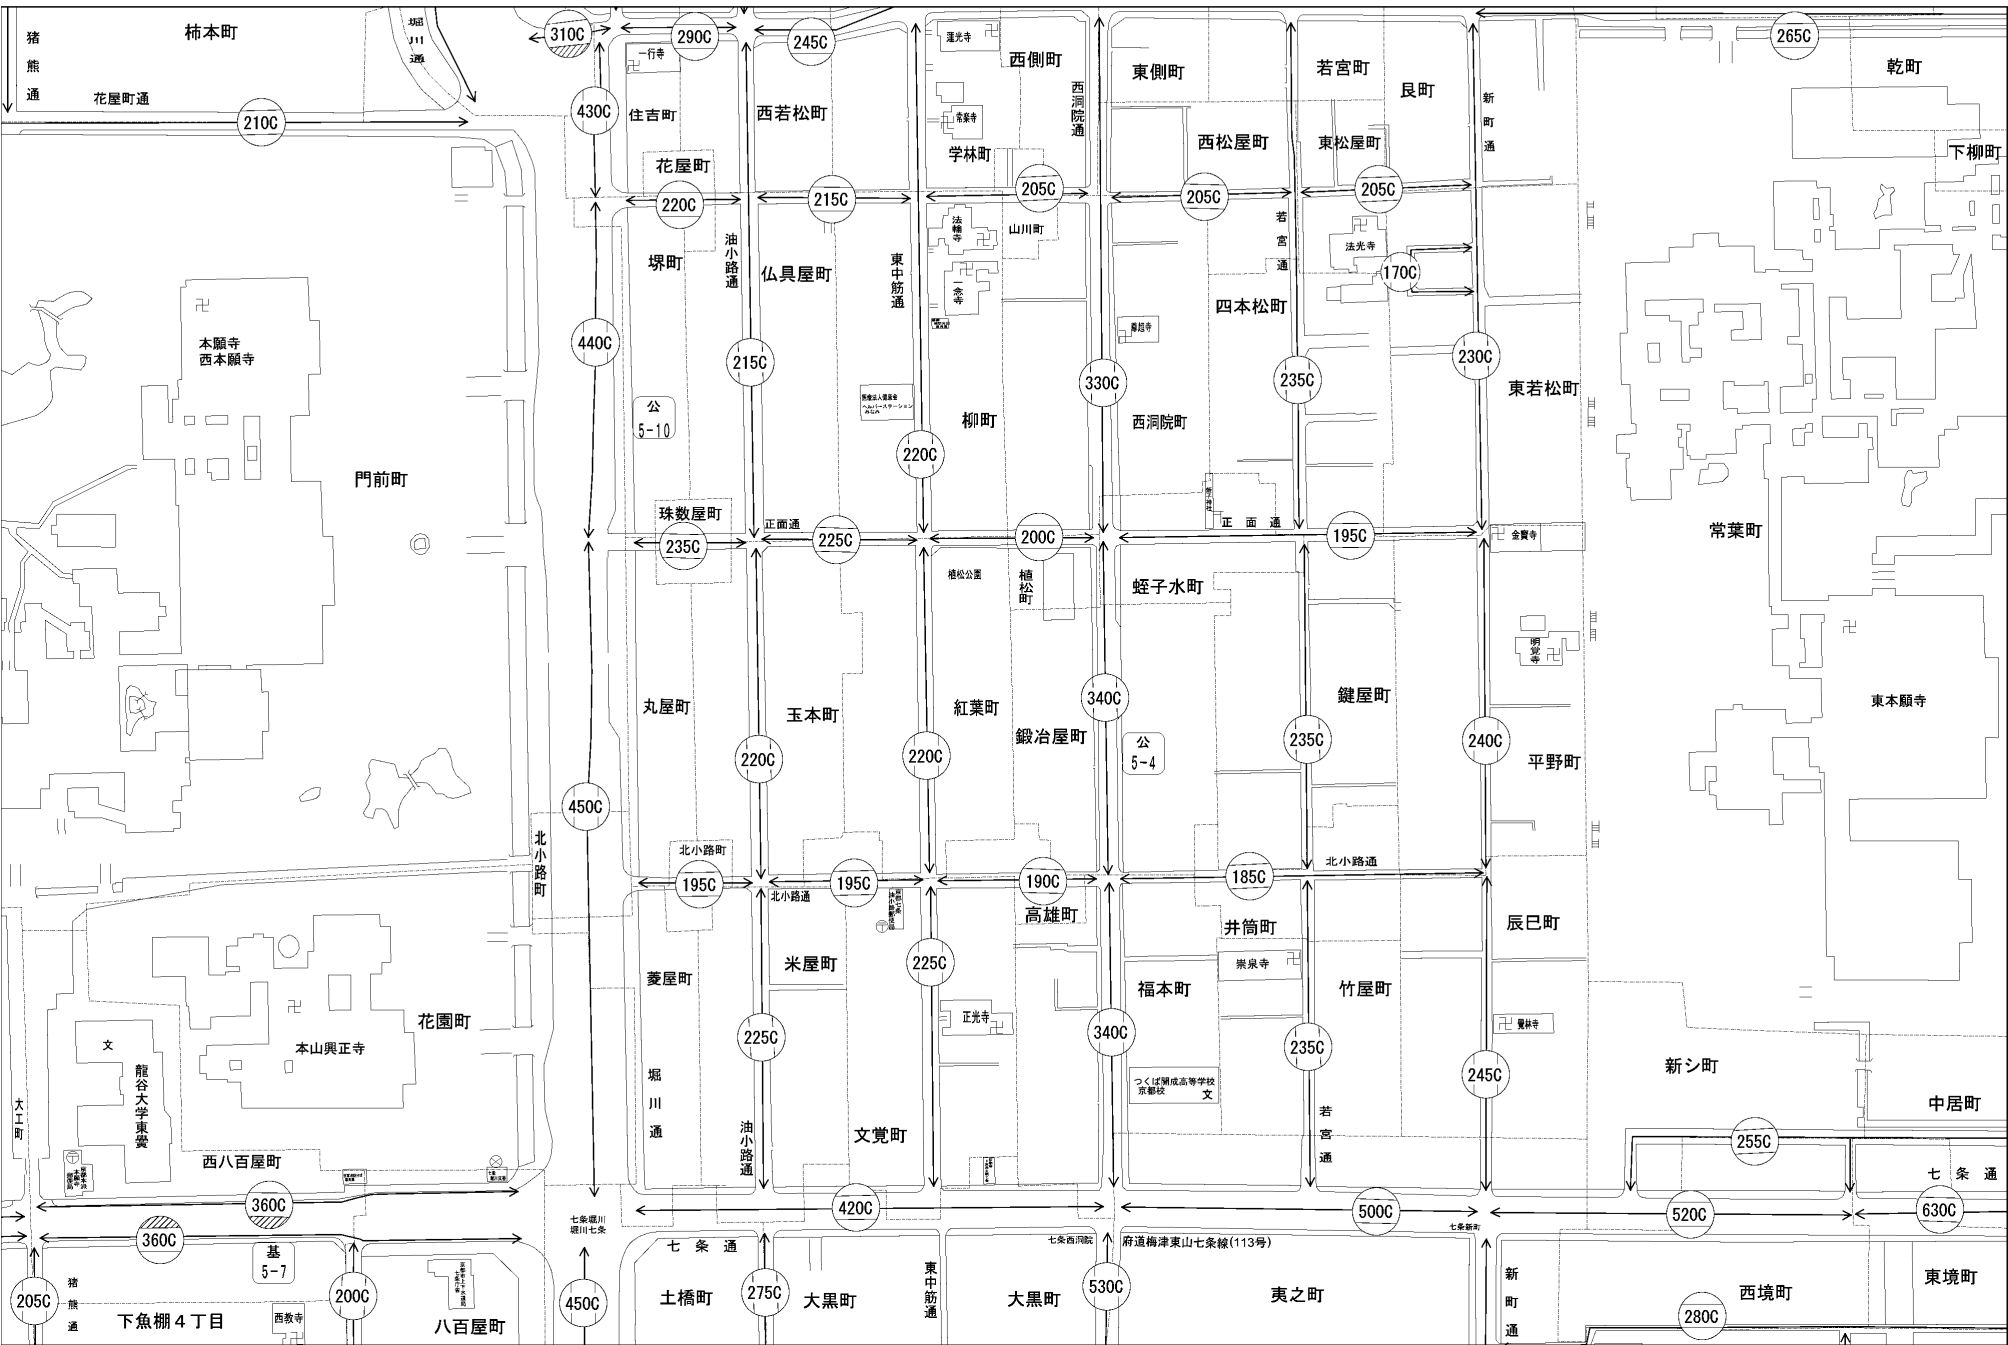 310C
290C
245C
265C
猪熊通
柿本町
堀川通
一行寺
蓮光寺
西側町
東側町
若宮町
艮町
乾町
花屋町通
210C
430C
住吉町
西若松町
常楽寺
西洞院通
新町通
学林町
西松屋町
東松屋町
下柳町
花屋町
220C
215C
205C
205C
205C
法輪寺
山川町
若宮通
法光寺
堺町
油小路通
仏具屋町
東中筋通
一念寺
170C
四本松町
本願寺
西本願寺
440C
215C
330C
235C
230C
東若松町
公
5-10
柳町
西洞院町
220C
門前町
珠数屋町
正面通
正面通
235C
225C
200C
195C
金寶寺
常葉町
植松公園
植松町
蛭子水町
明覚寺
丸屋町
玉本町
紅葉町
鍛冶屋町
340C
鍵屋町
東本願寺
220C
220C
公
5-4
235C
240C
平野町
450C
北小路町
北小路町
北小路通
195C
195C
190C
185C
北小路通
高雄町
井筒町
辰巳町
菱屋町
米屋町
225C
福本町
崇泉寺
竹屋町
花園町
本山興正寺
文
正光寺
225C
340C
235C
245C
新シ町
龍谷大学東黌
堀川通
つくば開成高等学校
京都校
文
中居町
大工町
油小路通
文覚町
若宮通
255C
西八百屋町
七条通
360C
420C
500C
520C
630C
七条堀川
堀川七条
七条新町
360C
基
5-7
七条通
七条西洞院
府道梅津東山七条線(113号)
205C
猪熊通
200C
450C
275C
東中筋通
530C
新町通
西境町
東境町
下魚棚4丁目
西教寺
八百屋町
土橋町
大黒町
大黒町
夷之町
280C